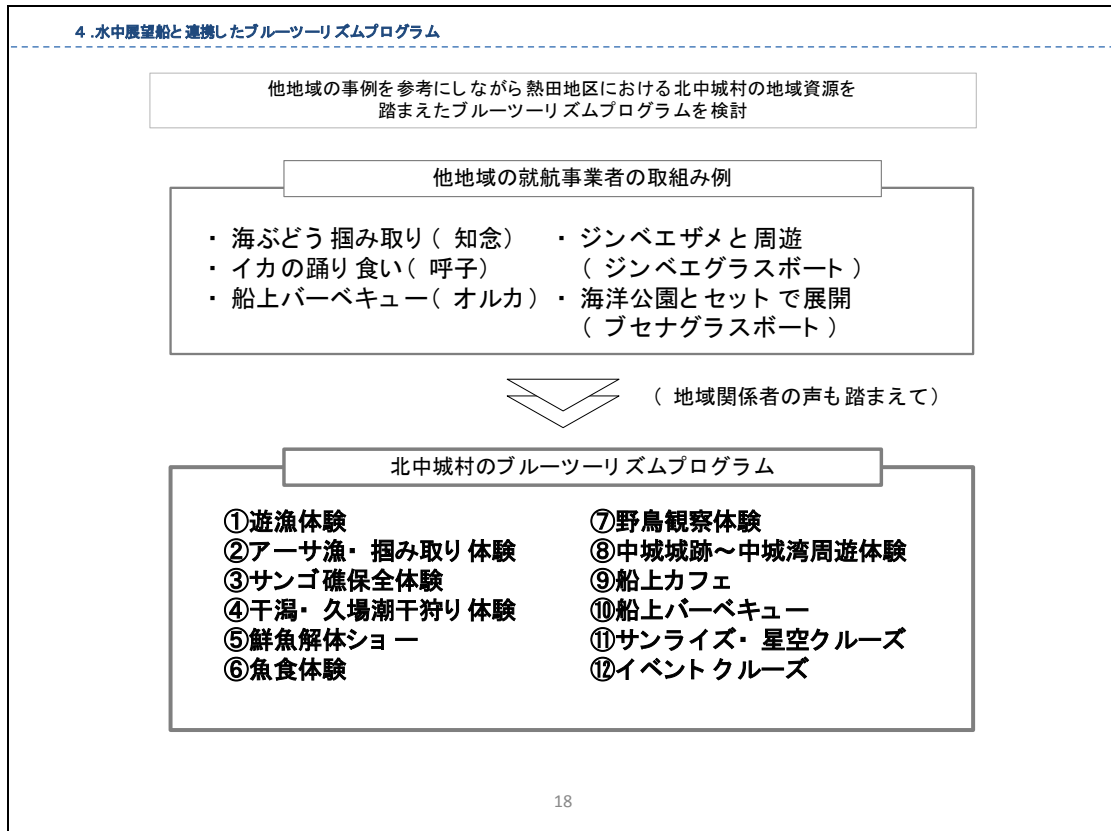 ４.水中展望船と連携したブルーツーリズムプログラム
他地域の事例を参考にしながら熱田地区における北中城村の地域資源を
踏まえたブルーツーリズムプログラムを検討
他地域の就航事業者の取組み例
・ 海ぶどう掴み取り（ 知念）
・ イカの踊り食い（ 呼子）
・ 船上バーベキュー（ オルカ）
・ ジンベエザメと周遊
（ ジンベエグラスボート）
・ 海洋公園とセットで展開
（ ブセナグラスボート）
（ 地域関係者の声も踏まえて）
北中城村のブルーツーリズムプログラム
①遊漁体験
②アーサ漁・ 掴み取り体験
③サンゴ礁保全体験
④干潟・ 久場潮干狩り体験
⑤鮮魚解体ショー
⑥魚食体験
⑦野鳥観察体験
⑧中城城跡～中城湾周遊体験
⑨船上カフェ
⑩船上バーベキュー
⑪サンライズ・ 星空クルーズ
⑫イベントクルーズ
18